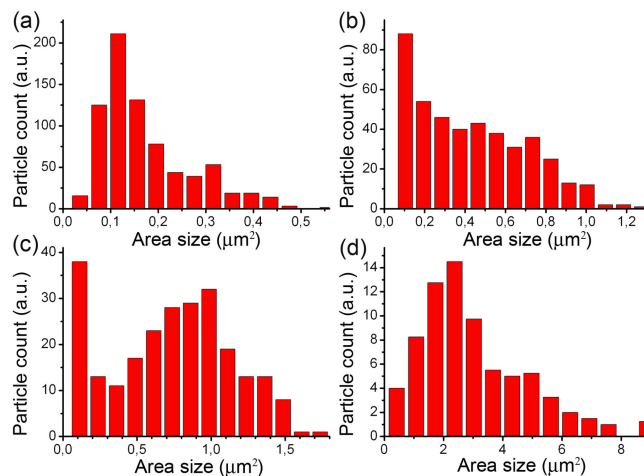 (a)
Particle count (a.u.)
200
150
100
50
0
0,0 0,1 0,2 0,3 0,4 0,5
Area size (μm²)
(b)
Particle count (a.u.)
80
60
40
20
0
0,0 0,2 0,4 0,6 0,8 1,0 1,2
Area size (μm²)
(c)
Particle count (a.u.)
40
30
20
10
0
0,0 0,5 1,0 1,5
Area size (μm²)
(d)
Particle count (a.u.)
14
12
10
8
6
4
2
0
0 2 4 6 8
Area size (μm²)